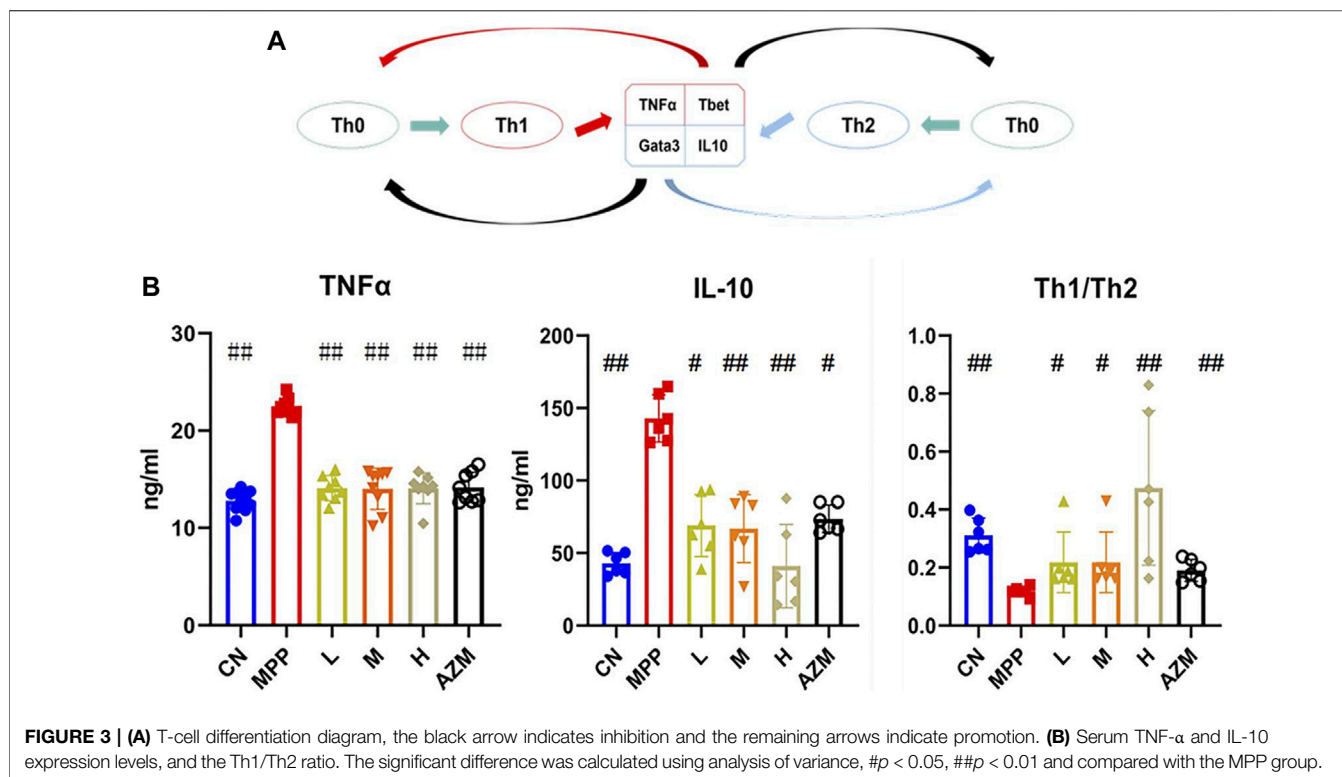 A
Th0
Th1
TNFα Tbet
Gata3 IL10
Th2
Th0
B
TNFα
ng/ml
30
20
10
0
## ## ## ## ##
CN MPP L M H AZM
IL-10
ng/ml
200
150
100
50
0
## # ## ## #
CN MPP L M H AZM
Th1/Th2
1.0
0.8
0.6
0.4
0.2
0.0
## # # ## ##
CN MPP L M H AZM
FIGURE 3 | (A) T-cell differentiation diagram, the black arrow indicates inhibition and the remaining arrows indicate promotion. (B) Serum TNF-α and IL-10
expression levels, and the Th1/Th2 ratio. The significant difference was calculated using analysis of variance, #p < 0.05, ##p < 0.01 and compared with the MPP group.